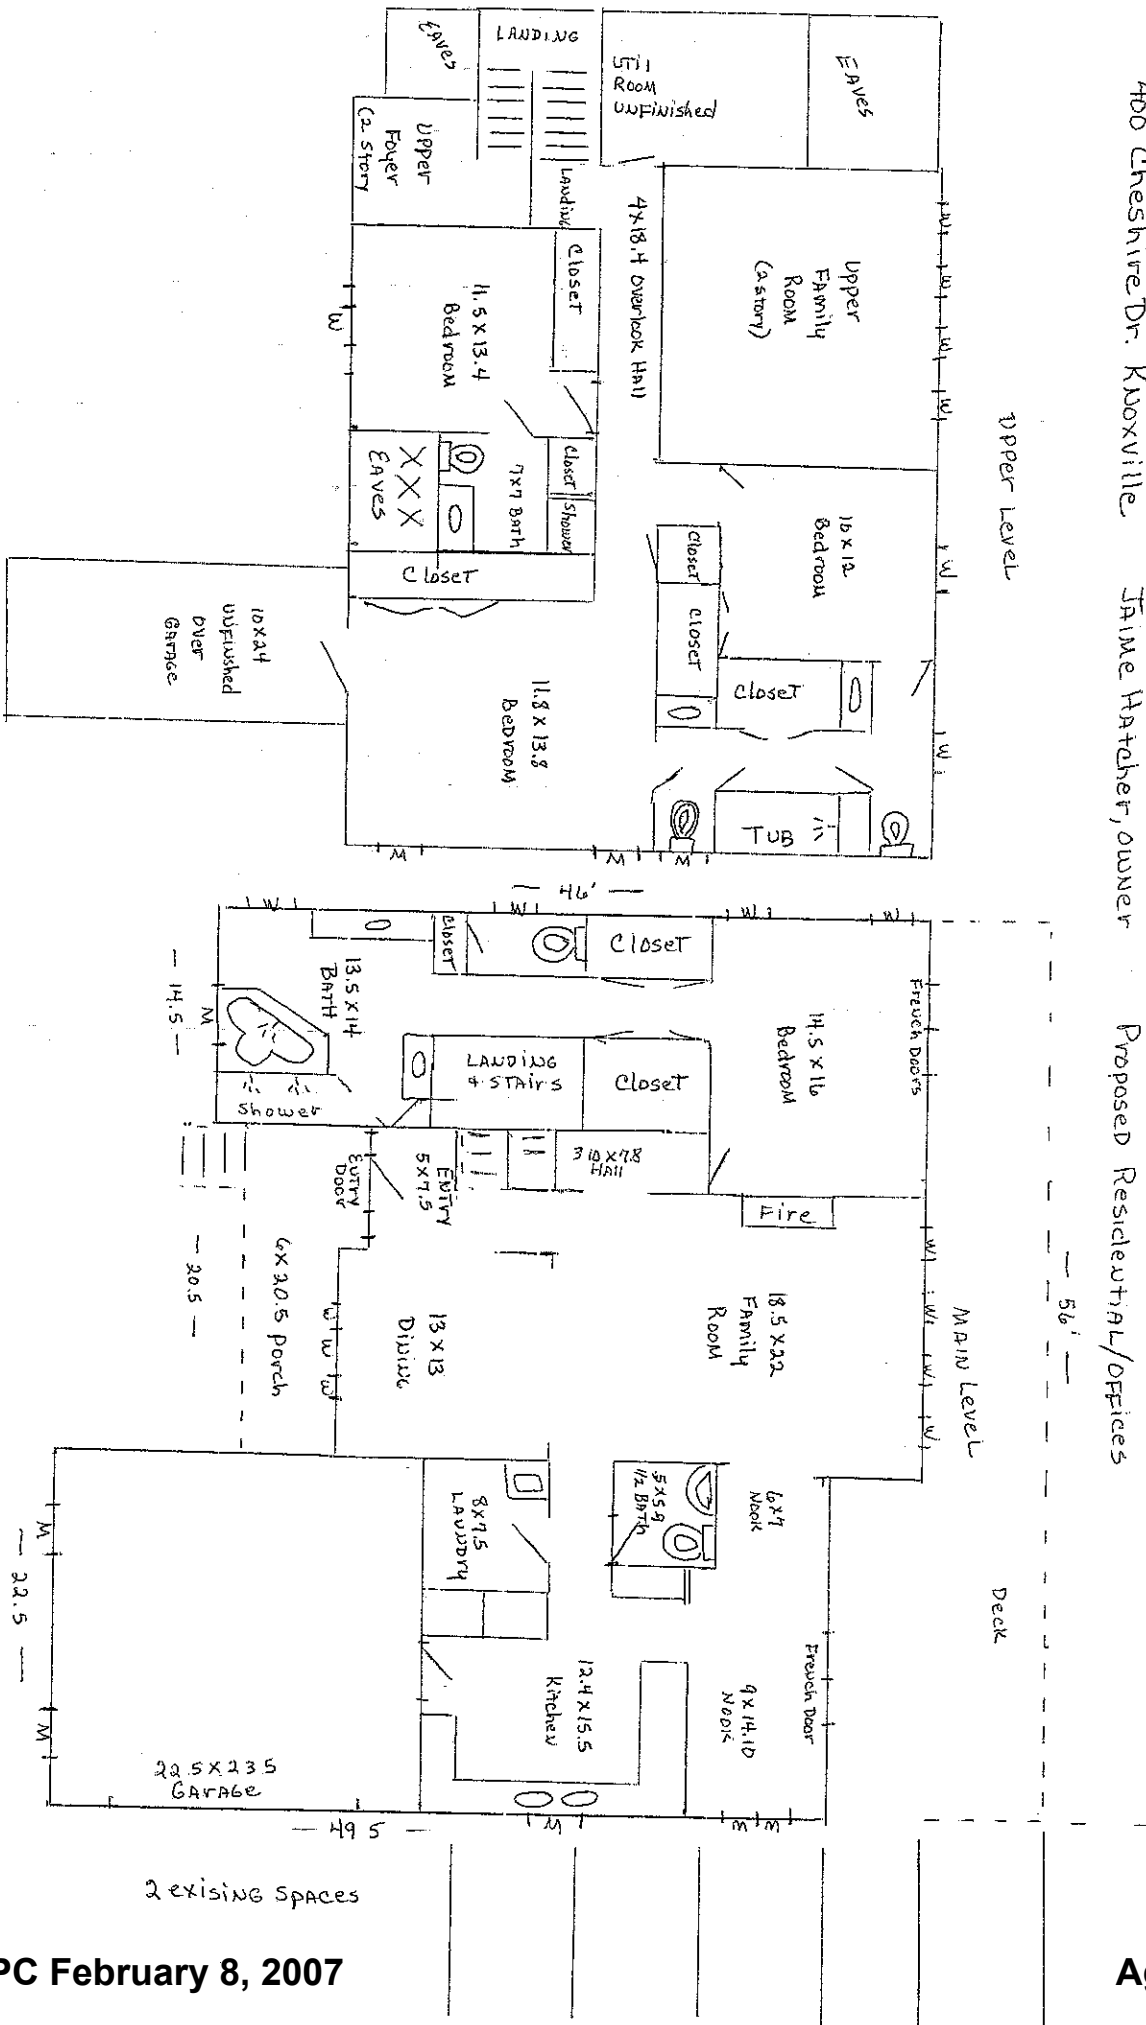 400 Cheshire Dr. Knoxville
JAIME HAtcher, OWNER
PROPOSED Residential/Offices
UPPer Level
EAVes
LANDING
UTil
ROOM
UNFinished
EAVes
UPPer
Foyer
(2 STory)
LANDING
4x18.4 Overlook HAll
Upper
FAmily
Room
(2 story)
Closet
11.5 x 13.4
Bedroom
W
W
W
W
W
16 x 12
Bedroom
W
XXX
EAVes
7x7 BATH
Closet
Shower
Closet
Closet
Closet
Closet
W
10x24
UNFINSHED
OVer
GArAGe
11.8 x 13.8
Bedroom
TUB
W
W
W
MAIN LeveL
— 46' —
— 56' —
W
W
W
W
Closet
Closet
13.5 x 14
BATH
W
— 14.5 —
Shower
LANDING
& STAirs
Closet
14.5 x 16
Bedroom
French Doors
ENTry
Door
ENTry
5x7.5
3 10 x 7.8
HAll
Fire
6x20.5 Porch
— 20.5 —
W
W
W
13 x 13
Dining
18.5 x 22
FAmily
Room
W
W
W
W
8x7.5
LAUNDry
5x5.9
1/2 BATH
6x7
NOOK
Deck
12.4 x 15.5
Kitchen
9x14.10
NOOK
French Door
W
W
— 22.5 —
22.5 x 23.5
GArAGe
— 49 5 —
W
W
W
2 exising SpAces
PC February 8, 2007